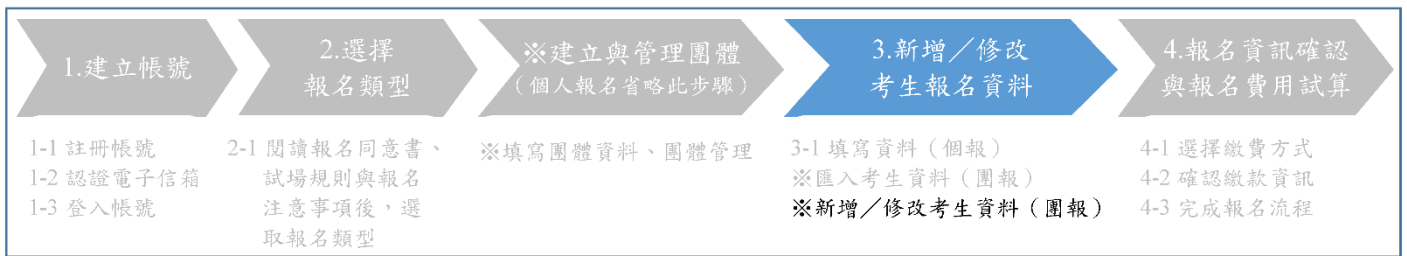 1.建立帳號
2.選擇
報名類型
※建立與管理團體
(個人報名省略此步驟)
3.新增／修改
考生報名資料
4.報名資訊確認
與報名費用試算
1-1 註冊帳號
1-2 認證電子信箱
1-3 登入帳號
2-1 閱讀報名同意書、
試場規則與報名
注意事項後，選
取報名類型
※填寫團體資料、團體管理
3-1 填寫資料（個報）
※匯入考生資料（團報）
※新增／修改考生資料（團報）
4-1 選擇繳費方式
4-2 確認繳款資訊
4-3 完成報名流程